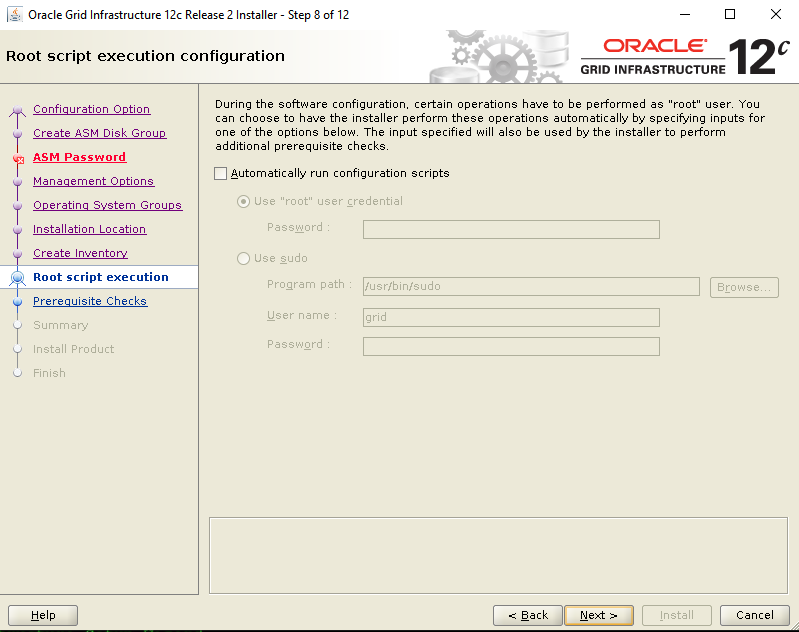 Oracle Grid Infrastructure 12c Release 2 Installer - Step 8 of 12
Root script execution configuration
ORACLE®
GRID INFRASTRUCTURE
12c
Configuration Option
Create ASM Disk Group
ASM Password
Management Options
Operating System Groups
Installation Location
Create Inventory
Root script execution
Prerequisite Checks
Summary
Install Product
Finish
During the software configuration, certain operations have to be performed as "root" user. You
can choose to have the installer perform these operations automatically by specifying inputs for
one of the options below. The input specified will also be used by the installer to perform
additional prerequisite checks.
Automatically run configuration scripts
Use "root" user credential
Password :
Use sudo
Program path : /usr/bin/sudo Browse...
User name : grid
Password :
Help < Back Next > Install Cancel